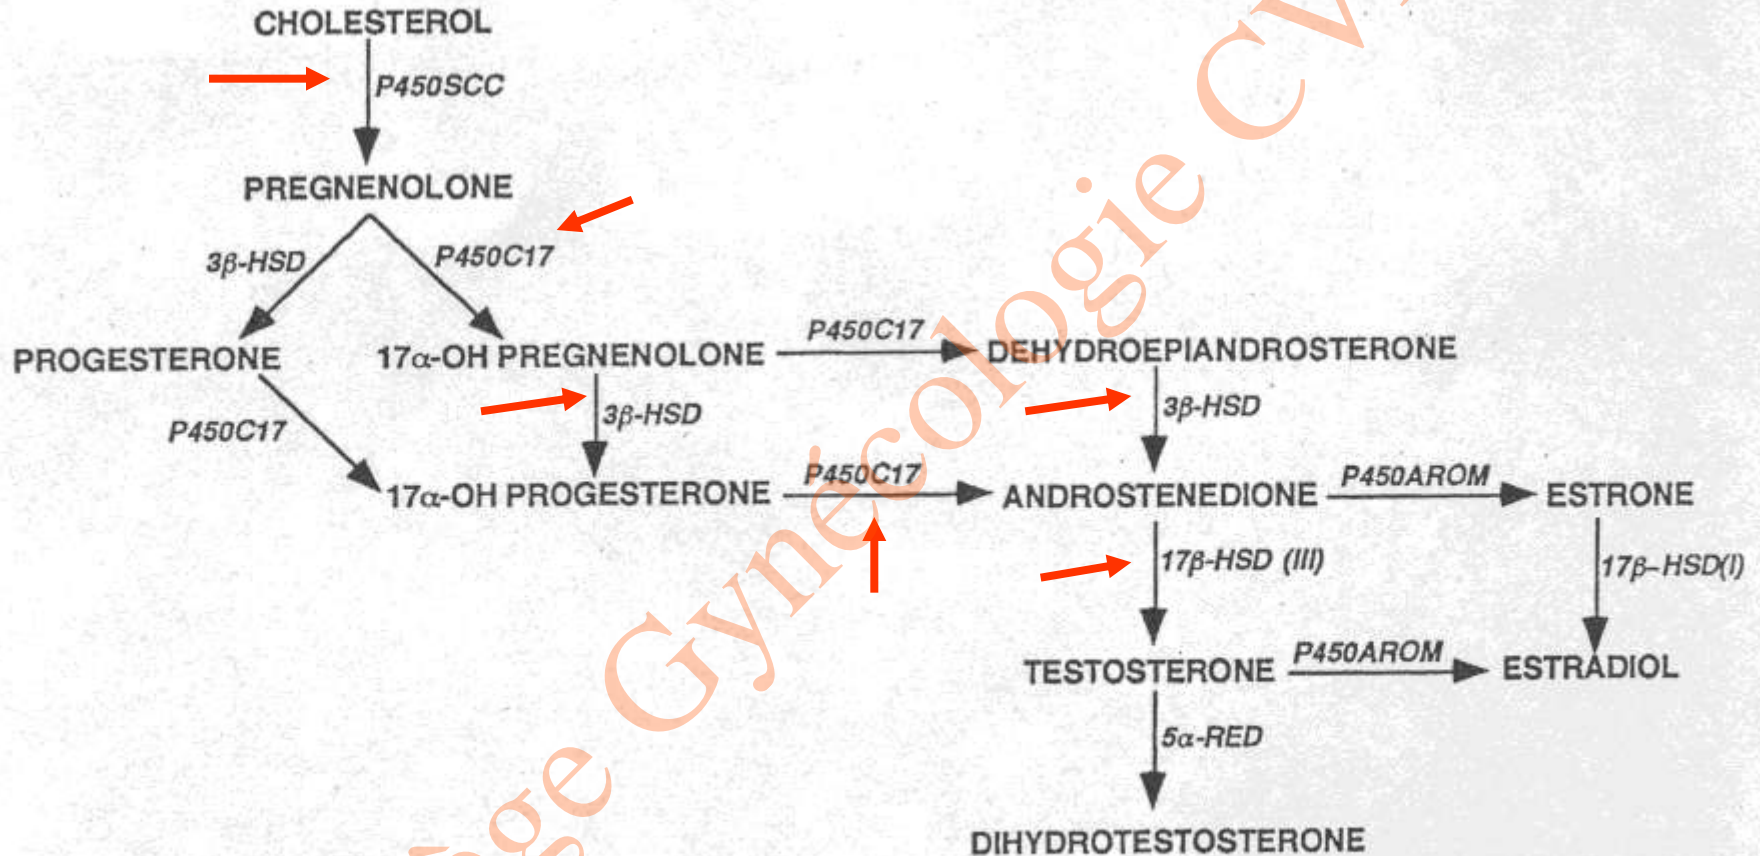 CHOLESTEROL
P450SCC
PREGNENOLONE
3β-HSD
P450C17
PROGESTERONE
17α-OH PREGNENOLONE
P450C17
DEHYDROEPIANDROSTERONE
P450C17
3β-HSD
3β-HSD
17α-OH PROGESTERONE
P450C17
ANDROSTENEDIONE
P450AROM
ESTRONE
17β-HSD (III)
17β-HSD(I)
TESTOSTERONE
P450AROM
ESTRADIOL
5α-RED
DIHYDROTESTOSTERONE
Gynécologie